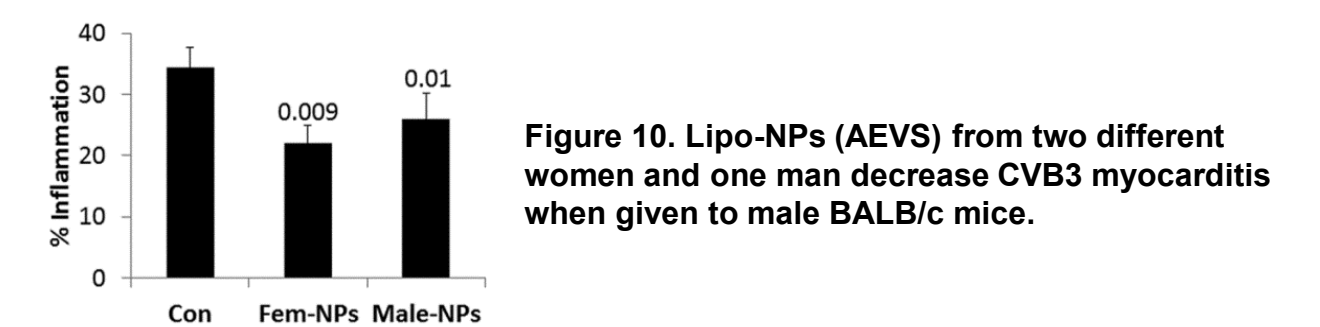 40
30
20
10
0
% Inflammation
0.009
0.01
Con Fem-NPs Male-NPs
Figure 10. Lipo-NPs (AEVS) from two different
women and one man decrease CVB3 myocarditis
when given to male BALB/c mice.